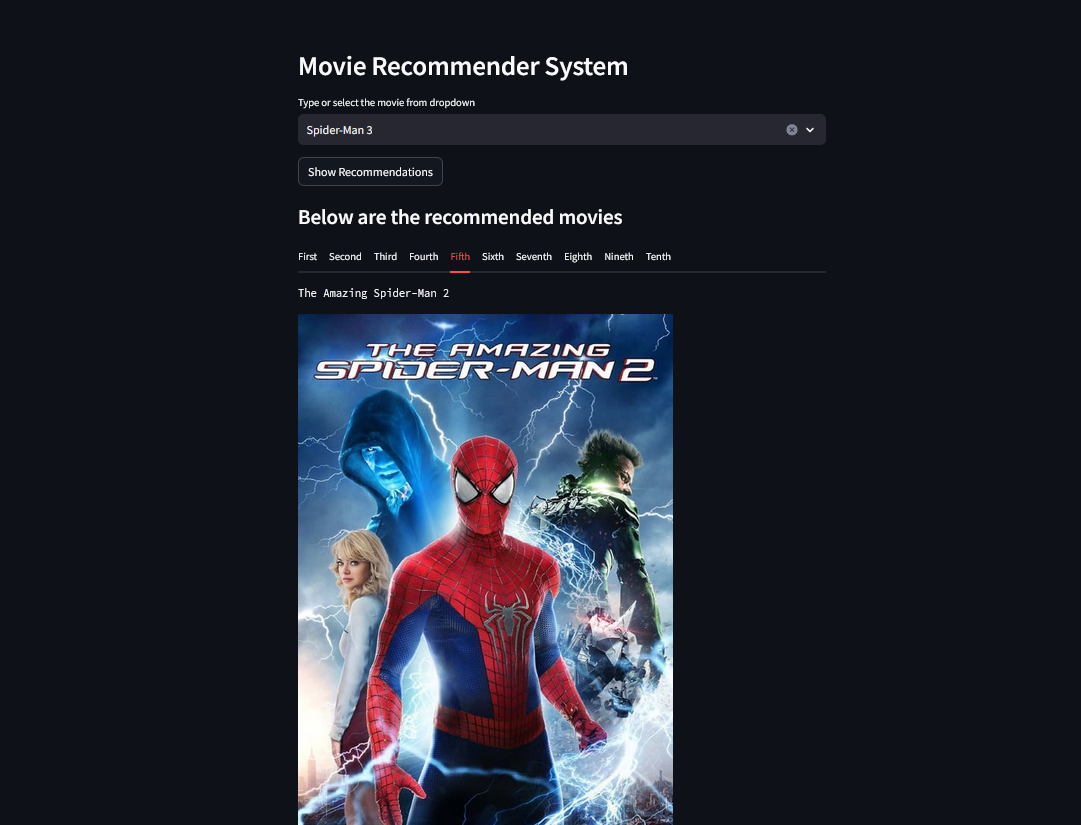 Movie Recommender System
Type or select the movie from dropdown
Spider-Man 3
Show Recommendations
Below are the recommended movies
First Second Third Fourth Fifth Sixth Seventh Eighth Nineth Tenth
The Amazing Spider-Man 2
THE AMAZING
SPIDER-MAN 2